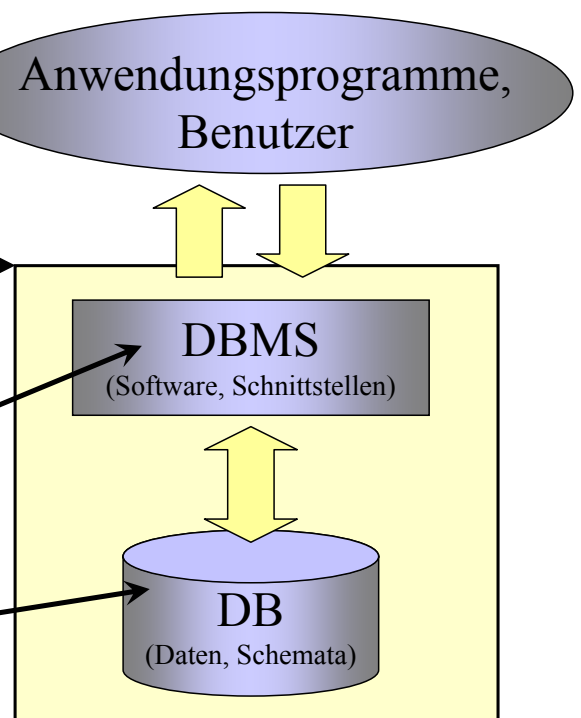 Anwendungsprogramme,
Benutzer
DBMS
(Software, Schnittstellen)
DB
(Daten, Schemata)